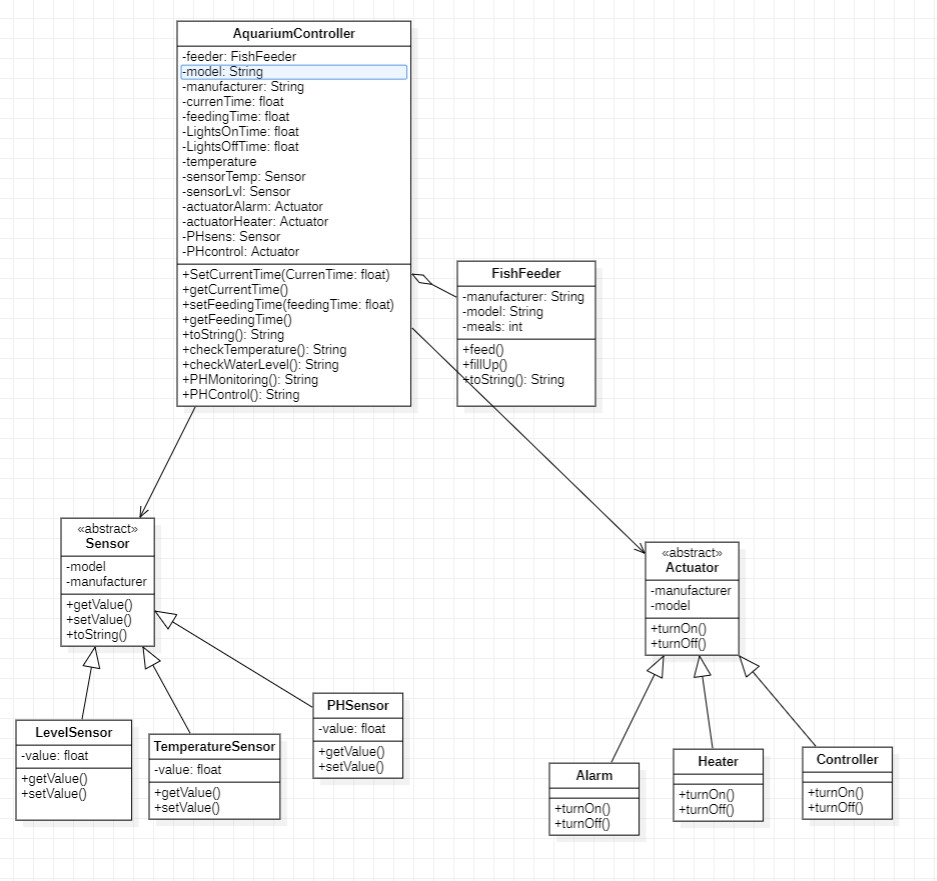 AquariumController
-feeder: FishFeeder
-model: String
-manufacturer: String
-currenTime: float
-feedingTime: float
-LightsOnTime: float
-LightsOffTime: float
-temperature
-sensorTemp: Sensor
-sensorLvl: Sensor
-actuatorAlarm: Actuator
-actuatorHeater: Actuator
-PHsens: Sensor
-PHcontrol: Actuator
+SetCurrentTime(CurrenTime: float)
+getCurrentTime()
+setFeedingTime(feedingTime: float)
+getFeedingTime()
+toString(): String
+checkTemperature(): String
+checkWaterLevel(): String
+PHMonitoring(): String
+PHControl(): String
FishFeeder
-manufacturer: String
-model: String
-meals: int
+feed()
+fillUp()
+toString(): String
«abstract»
Sensor
-model
-manufacturer
+getValue()
+setValue()
+toString()
«abstract»
Actuator
-manufacturer
-model
+turnOn()
+turnOff()
LevelSensor
-value: float
+getValue()
+setValue()
TemperatureSensor
-value: float
+getValue()
+setValue()
PHSensor
-value: float
+getValue()
+setValue()
Alarm
+turnOn()
+turnOff()
Heater
+turnOn()
+turnOff()
Controller
+turnOn()
+turnOff()